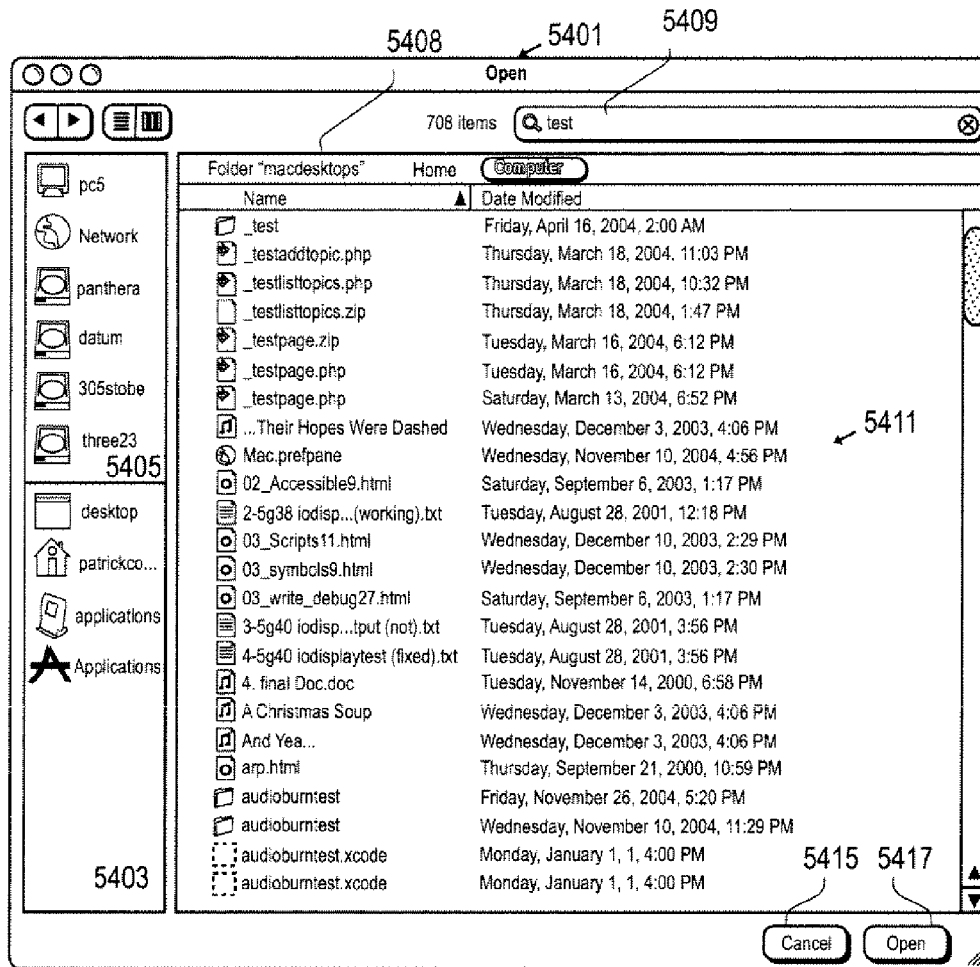 5408 5401 5409
Open
708 items test
pc5
Network
panthera
datum
305stobe
three23
5405
desktop
patrickco...
applications
Applications
5403
Folder "macdesktops" Home Computer
Name Date Modified
_test Friday, April 16, 2004, 2:00 AM
_testaddtopic.php Thursday, March 18, 2004, 11:03 PM
_testlisttopics.php Thursday, March 18, 2004, 10:32 PM
_testlisttopics.zip Thursday, March 18, 2004, 1:47 PM
_testpage.zip Tuesday, March 16, 2004, 6:12 PM
_testpage.php Tuesday, March 16, 2004, 6:12 PM
_testpage.php Saturday, March 13, 2004, 6:52 PM
...Their Hopes Were Dashed Wednesday, December 3, 2003, 4:06 PM
5411
Mac.prefpane Wednesday, November 10, 2004, 4:56 PM
02_Accessible9.html Saturday, September 6, 2003, 1:17 PM
2-5g38 iodisp...(working).txt Tuesday, August 28, 2001, 12:18 PM
03_Scripts11.html Wednesday, December 10, 2003, 2:29 PM
03_symbols9.html Wednesday, December 10, 2003, 2:30 PM
03_write_debug27.html Saturday, September 6, 2003, 1:17 PM
3-5g40 iodisp...tput (not).txt Tuesday, August 28, 2001, 3:56 PM
4-5g40 iodisplaytest (fixed).txt Tuesday, August 28, 2001, 3:56 PM
4. final Doc.doc Tuesday, November 14, 2000, 6:58 PM
A Christmas Soup Wednesday, December 3, 2003, 4:06 PM
And Yea... Wednesday, December 3, 2003, 4:06 PM
arp.html Thursday, September 21, 2000, 10:59 PM
audioburntest Friday, November 26, 2004, 5:20 PM
audioburntest Wednesday, November 10, 2004, 11:29 PM
audioburntest.xcode Monday, January 1, 1, 4:00 PM
audioburntest.xcode Monday, January 1, 1, 4:00 PM
5415 5417
Cancel Open